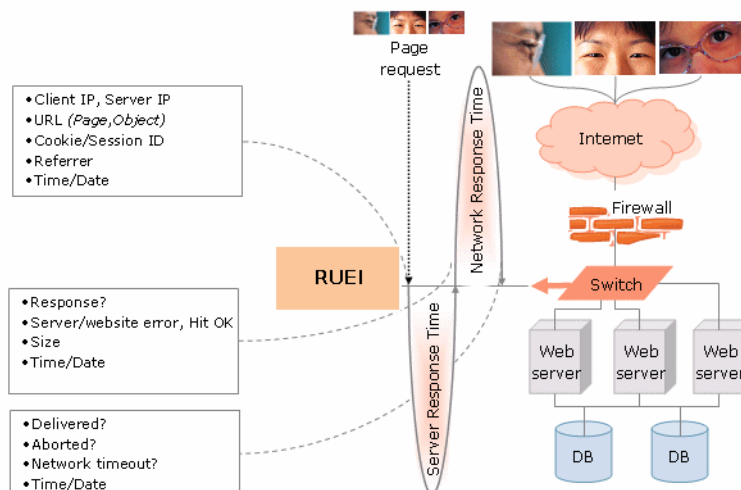 Page
request
• Client IP, Server IP
• URL (Page,Object)
• Cookie/Session ID
• Referrer
• Time/Date
RUEI
• Response?
• Server/website error, Hit OK
• Size
• Time/Date
• Delivered?
• Aborted?
• Network timeout?
• Time/Date
Network Response Time
Server Response Time
Internet
Firewall
Switch
Web
server
Web
server
Web
server
DB
DB